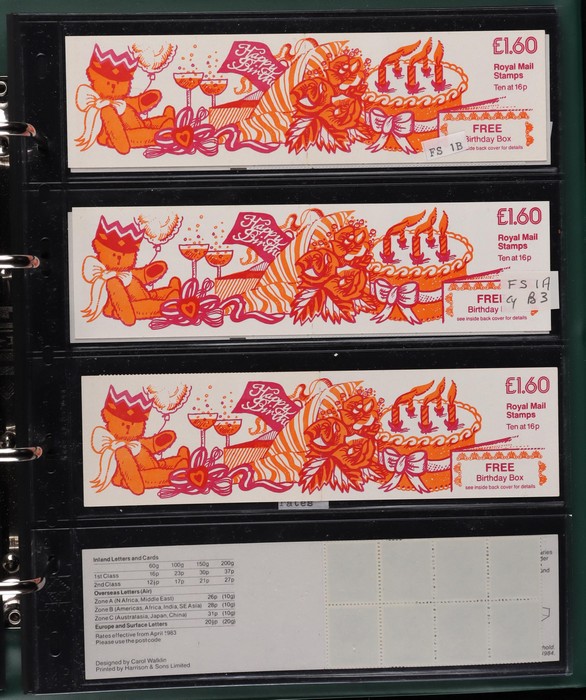 Happy
Birthday
£1.60
Royal Mail
Stamps
Ten at 16p
FREE
Birthday Box
see inside back cover for details
FS 1B
Happy
Birthday
£1.60
Royal Mail
Stamps
Ten at 16p
FREE
Birthday
see inside back cover for details
FS 1A
B3
Happy
Birthday
£1.60
Royal Mail
Stamps
Ten at 16p
FREE
Birthday Box
see inside back cover for details
Inland Letters and Cards
60g 100g 150g 200g
1st Class 16p 23p 30p 37p
2nd Class 12½p 17p 21p 27p
Overseas Letters (Air)
Zone A (N Africa, Middle East) 26p (10g)
Zone B (Americas, Africa, India, SE Asia) 28p (10g)
Zone C (Australasia, Japan, China) 31p (10g)
Europe and Surface Letters 20½p (20g)
Rates effective from April 1983
Please use the postcode
Designed by Carol Walklin
Printed by Harrison & Sons Limited
and
hold
1984.